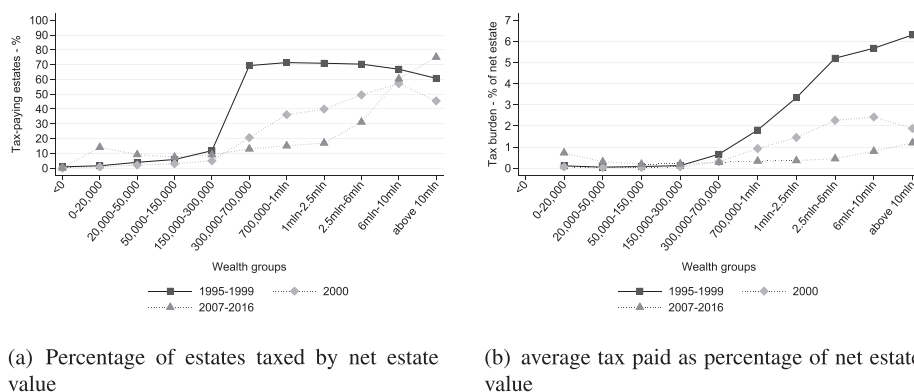 Tax-paying estates - %
100
90
80
70
60
50
40
30
20
10
0
<0
0-20,000
20,000-50,000
50,000-150,000
150,000-300,000
300,000-700,000
700,000-1mln
1mln-2.5mln
2.5mln-6mln
6mln-10mln
above 10mln
Wealth groups
1995-1999
2000
2007-2016
(a) Percentage of estates taxed by net estate
value
Tax burden - % of net estate
7
6
5
4
3
2
1
0
<0
0-20,000
20,000-50,000
50,000-150,000
150,000-300,000
300,000-700,000
700,000-1mln
1mln-2.5mln
2.5mln-6mln
6mln-10mln
above 10mln
Wealth groups
1995-1999
2000
2007-2016
(b) average tax paid as percentage of net estate
value